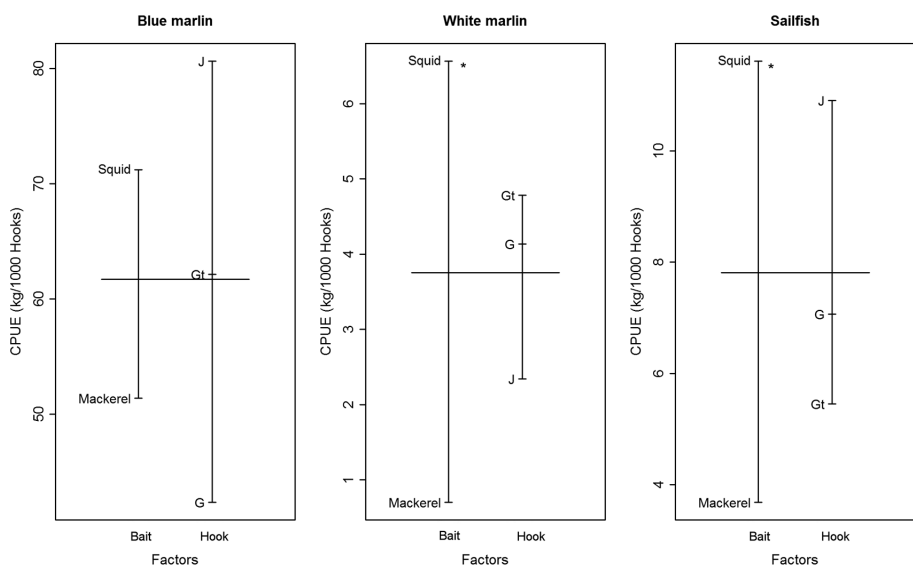 Blue marlin
CPUE (kg/1000 Hooks)
80
70
60
50
J
Squid
Gt
Mackerel
G
Bait
Hook
Factors
White marlin
CPUE (kg/1000 Hooks)
6
5
4
3
2
1
Squid
*
Gt
G
J
Mackerel
Bait
Hook
Factors
Sailfish
CPUE (kg/1000 Hooks)
10
8
6
4
Squid
*
J
G
Gt
Mackerel
Bait
Hook
Factors